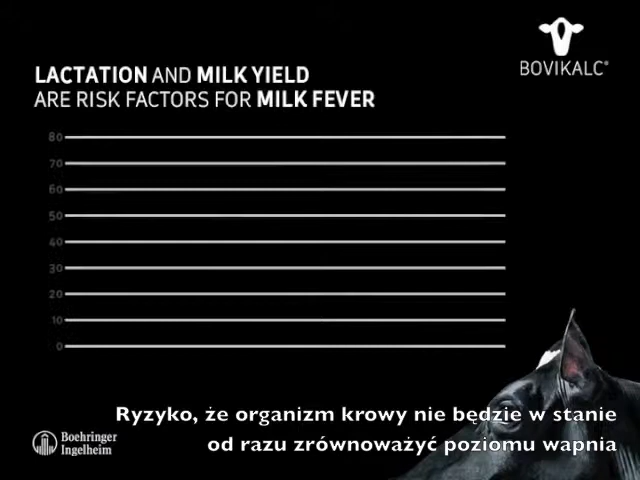 BOVIKALC®
LACTATION AND MILK YIELD
ARE RISK FACTORS FOR MILK FEVER
80
70
60
50
40
30
20
10
0
Ryzyko, że organizm krowy nie będzie w stanie
od razu zrównoważyć poziomu wapnia
Boehringer
Ingelheim